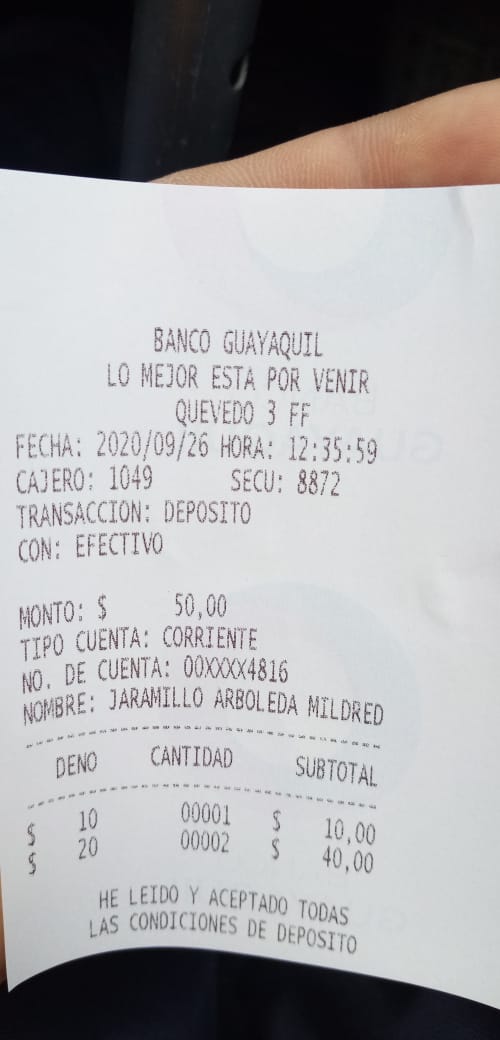 BANCO GUAYAQUIL
LO MEJOR ESTA POR VENIR
QUEVEDO 3 FF
FECHA: 2020/09/26 HORA: 12:35:59
CAJERO: 1049 SECU: 8872
TRANSACCION: DEPOSITO
CON: EFECTIVO
MONTO: $ 50,00
TIPO CUENTA: CORRIENTE
NO. DE CUENTA: 00XXXX4816
NOMBRE: JARAMILLO ARBOLEDA MILDRED
DENO CANTIDAD SUBTOTAL
$ 10 00001 $ 10,00
$ 20 00002 $ 40,00
HE LEIDO Y ACEPTADO TODAS
LAS CONDICIONES DE DEPOSITO